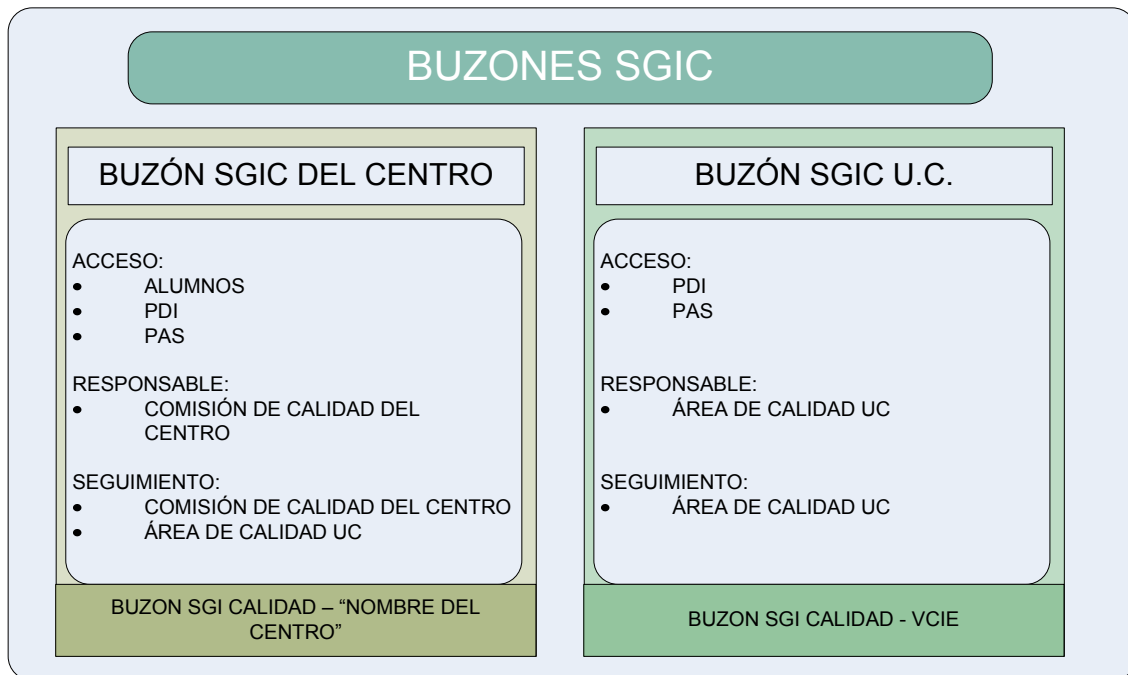 BUZONES SGIC
BUZÓN SGIC DEL CENTRO
ACCESO:
• ALUMNOS
• PDI
• PAS
RESPONSABLE:
• COMISIÓN DE CALIDAD DEL
CENTRO
SEGUIMIENTO:
• COMISIÓN DE CALIDAD DEL CENTRO
• ÁREA DE CALIDAD UC
BUZON SGI CALIDAD – “NOMBRE DEL
CENTRO”
BUZÓN SGIC U.C.
ACCESO:
• PDI
• PAS
RESPONSABLE:
• ÁREA DE CALIDAD UC
SEGUIMIENTO:
• ÁREA DE CALIDAD UC
BUZON SGI CALIDAD - VCIE